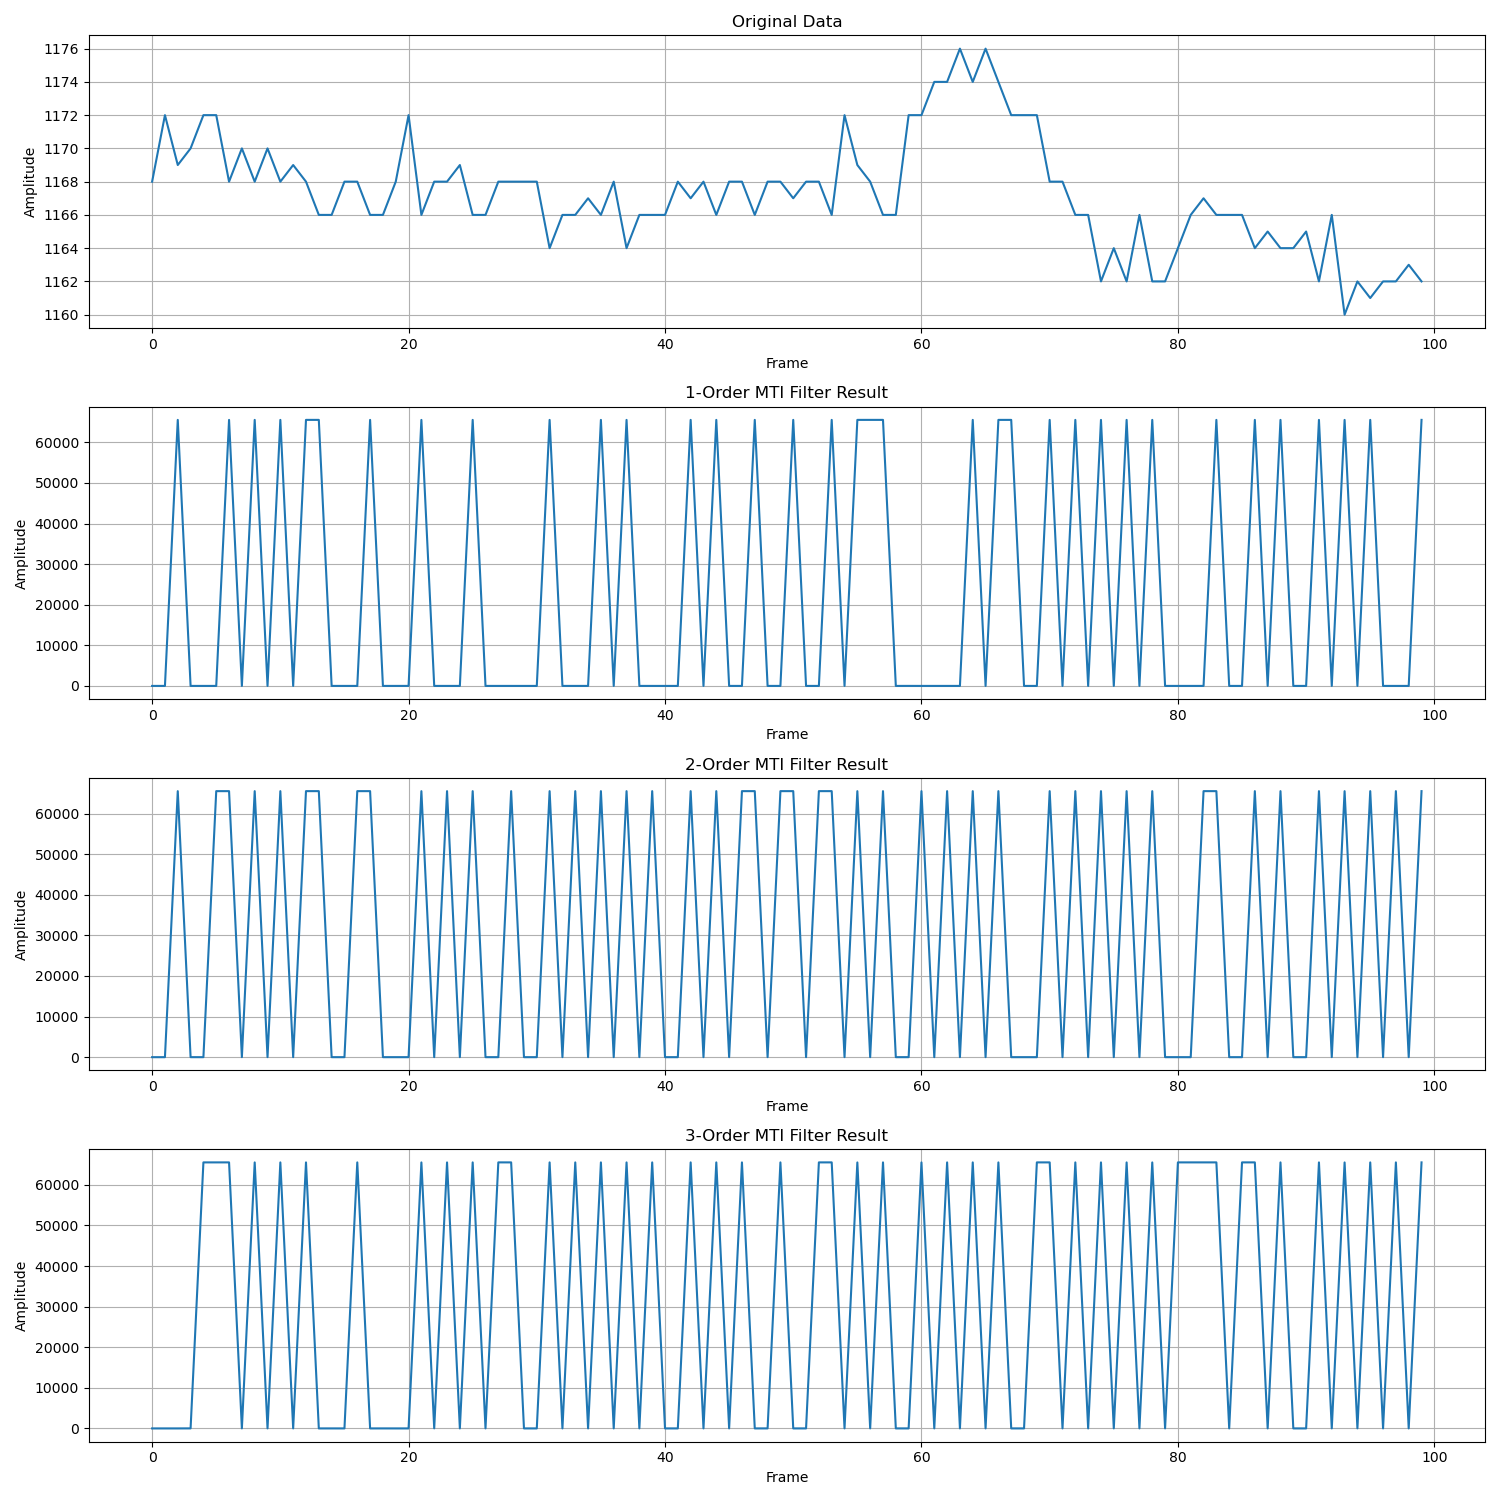 Original Data
1176
1174
1172
1170
1168
1166
1164
1162
1160
Amplitude
0 20 40 60 80 100
Frame
1-Order MTI Filter Result
60000
50000
40000
30000
20000
10000
0
Amplitude
0 20 40 60 80 100
Frame
2-Order MTI Filter Result
60000
50000
40000
30000
20000
10000
0
Amplitude
0 20 40 60 80 100
Frame
3-Order MTI Filter Result
60000
50000
40000
30000
20000
10000
0
Amplitude
0 20 40 60 80 100
Frame